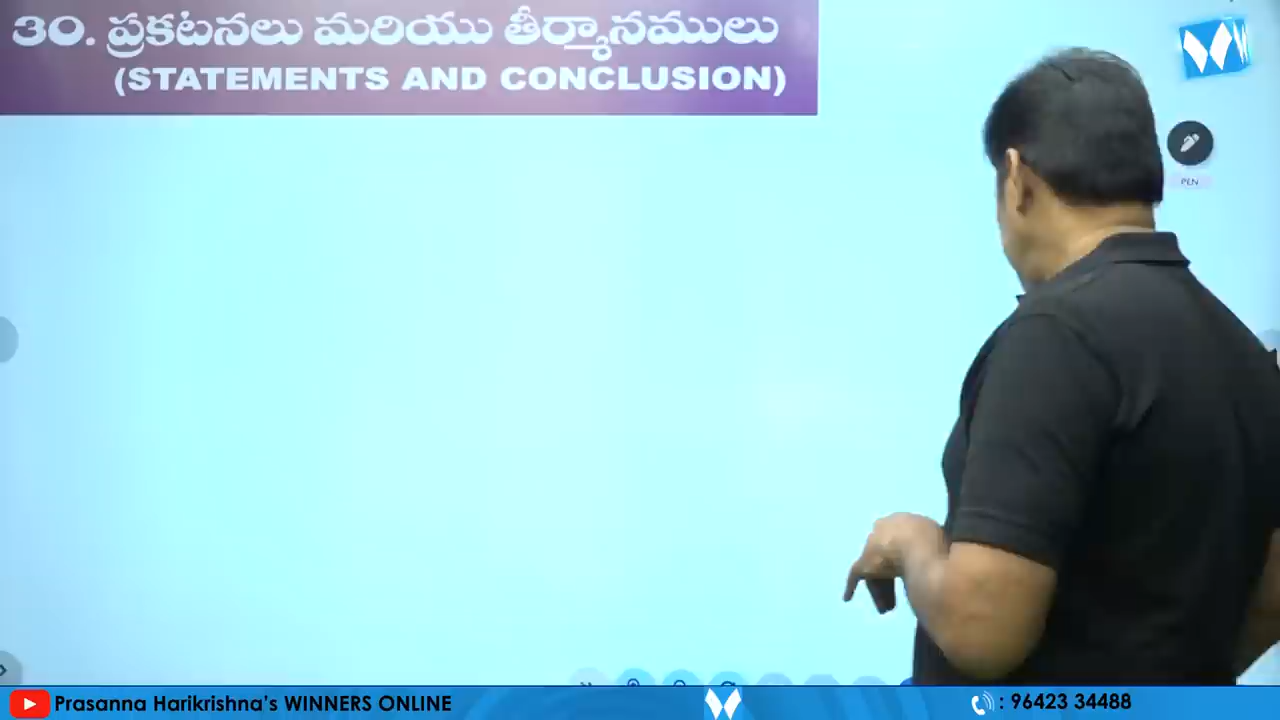 30. ప్రకటనలు మరియు తీర్మానములు
(STATEMENTS AND CONCLUSION)
W
PEN
Prasanna Harikrishna's WINNERS ONLINE
: 96423 34488